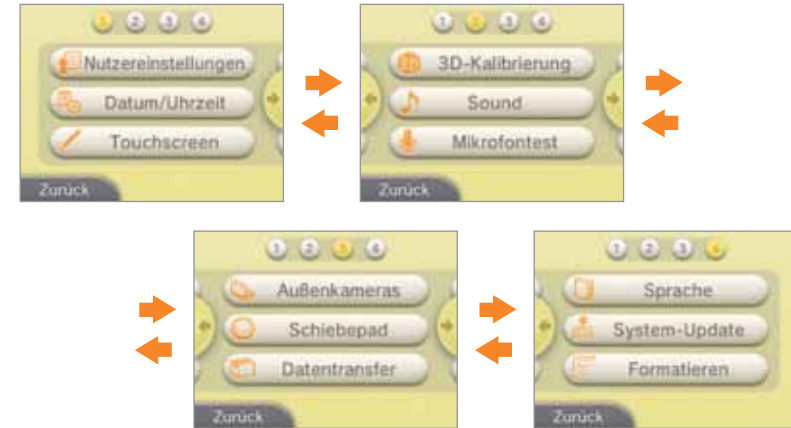 1 2 3 4
Nutzereinstellungen
Datum/Uhrzeit
Touchscreen
Zurück
1 2 3 4
3D-Kalibrierung
Sound
Mikrofontest
Zurück
1 2 3 4
Außenkameras
Schiebepad
Datentransfer
Zurück
1 2 3 4
Sprache
System-Update
Formatieren
Zurück